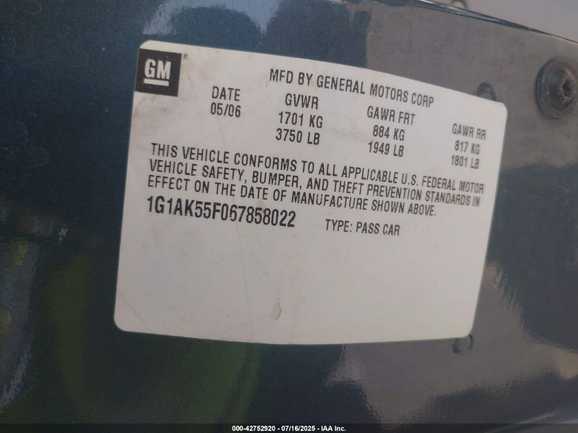 GM
MFD BY GENERAL MOTORS CORP
DATE GVWR GAWR FRT GAWR RR
05/06 1701 KG 884 KG 817 KG
3750 LB 1949 LB 1801 LB
THIS VEHICLE CONFORMS TO ALL APPLICABLE U.S. FEDERAL MOTOR
VEHICLE SAFETY, BUMPER, AND THEFT PREVENTION STANDARDS IN
EFFECT ON THE DATE OF MANUFACTURE SHOWN ABOVE.
1G1AK55F067858022 TYPE: PASS CAR
000-42752920 - 07/16/2025 - IAA Inc.